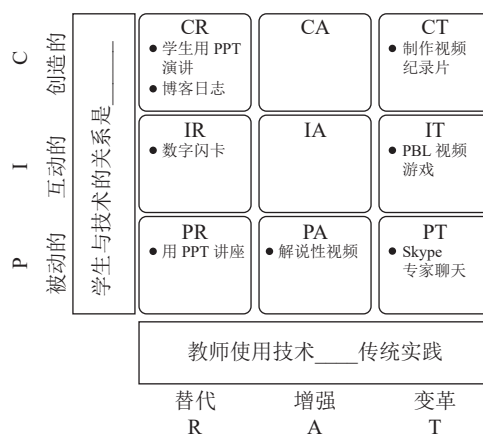 C 创造的
I 互动的
P 被动的
学生与技术的关系是____
CR
● 学生用 PPT
演讲
● 博客日志
CA
CT
● 制作视频
纪录片
IR
● 数字闪卡
IA
IT
● PBL 视频
游戏
PR
● 用 PPT 讲座
PA
● 解说性视频
PT
● Skype
专家聊天
教师使用技术____传统实践
替代 增强 变革
R A T